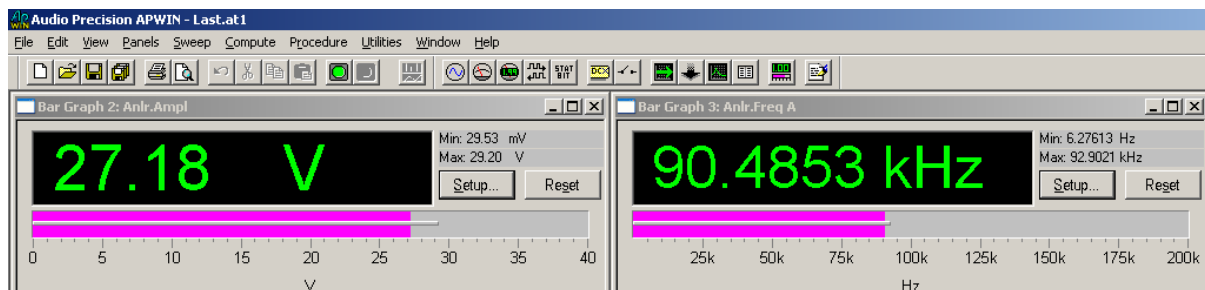 Audio Precision APWIN - Last.at1
File Edit View Panels Sweep Compute Procedure Utilities Window Help
STAT BIT DCX
Bar Graph 2: Anlr.Ampl
27.18 V
Min: 29.53 mV
Max: 29.20 V
Setup... Reset
0 5 10 15 20 25 30 35 40
V
Bar Graph 3: Anlr.Freq A
90.4853 kHz
Min: 6.27613 Hz
Max: 92.9021 kHz
Setup... Reset
25k 50k 75k 100k 125k 150k 175k 200k
Hz